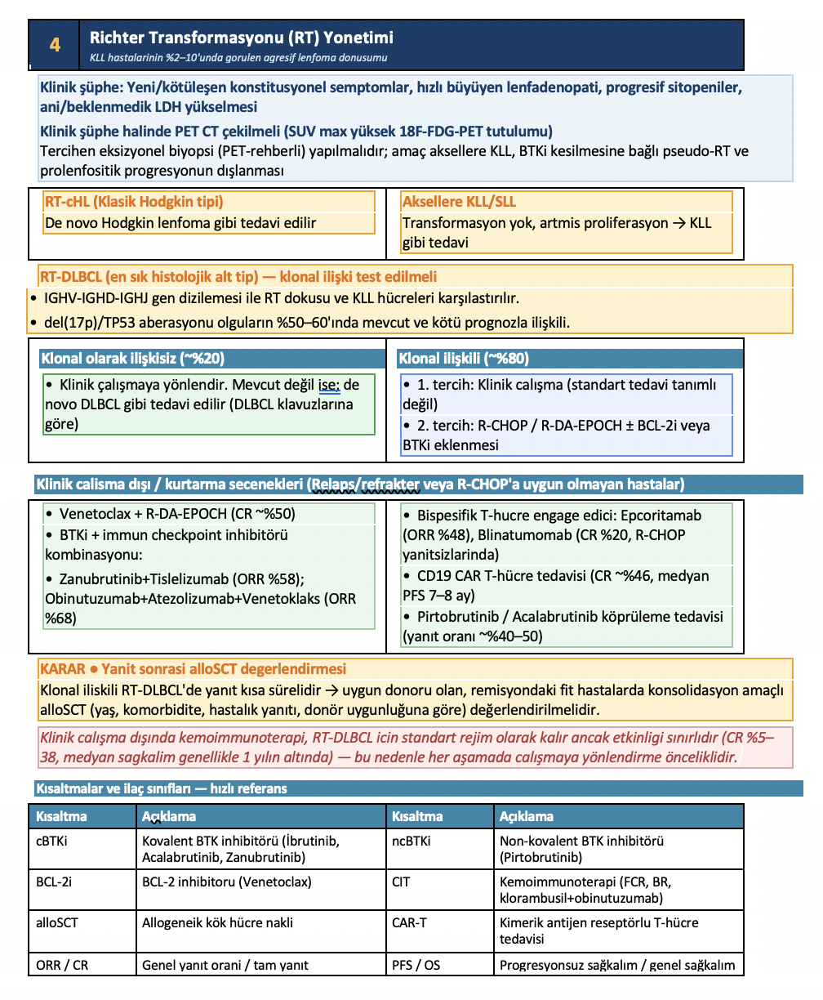 4
Richter Transformasyonu (RT) Yonetimi
KLL hastalarinin %2–10'unda gorulen agresif lenfoma donusumu
Klinik şüphe: Yeni/kötüleşen konstitusyonel semptomlar, hızlı büyüyen lenfadenopati, progresif sitopeniler,
ani/beklenmedik LDH yükselmesi
Klinik şüphe halinde PET CT çekilmeli (SUV max yüksek 18F-FDG-PET tutulumu)
Tercihen eksizyonel biyopsi (PET-rehberli) yapılmalıdır; amaç aksellere KLL, BTKi kesilmesine bağlı pseudo-RT ve
prolenfositik progresyonun dışlanması
RT-cHL (Klasik Hodgkin tipi)
De novo Hodgkin lenfoma gibi tedavi edilir
Aksellere KLL/SLL
Transformasyon yok, artmis proliferasyon → KLL
gibi tedavi
RT-DLBCL (en sık histolojik alt tip) — klonal ilişki test edilmeli
• IGHV-IGHD-IGHJ gen dizilemesi ile RT dokusu ve KLL hücreleri karşılastırılır.
• del(17p)/TP53 aberasyonu olguların %50–60'ında mevcut ve kötü prognozla ilişkili.
Klonal olarak ilişkisiz (~%20)
• Klinik çalışmaya yönlendir. Mevcut değil ise; de
novo DLBCL gibi tedavi edilir (DLBCL klavuzlarına
göre)
Klonal ilişkili (~%80)
• 1. tercih: Klinik calışma (standart tedavi tanımlı
değil)
• 2. tercih: R-CHOP / R-DA-EPOCH ± BCL-2i veya
BTKi eklenmesi
Klinik calisma dışı / kurtarma secenekleri (Relaps/refrakter veya R-CHOP'a uygun olmayan hastalar)
• Venetoclax + R-DA-EPOCH (CR ~%50)
• BTKi + immun checkpoint inhibitörü
kombinasyonu:
• Zanubrutinib+Tislelizumab (ORR %58);
Obinutuzumab+Atezolizumab+Venetoklaks (ORR
%68)
• Bispesifik T-hucre engage edici: Epcoritamab
(ORR %48), Blinatumomab (CR %20, R-CHOP
yanitsizlarinda)
• CD19 CAR T-hücre tedavisi (CR ~%46, medyan
PFS 7–8 ay)
• Pirtobrutinib / Acalabrutinib köprüleme tedavisi
(yanıt oranı ~%40–50)
KARAR ● Yanit sonrasi alloSCT degerlendirmesi
Klonal iliskili RT-DLBCL'de yanıt kısa sürelidir → uygun donoru olan, remisyondaki fit hastalarda konsolidasyon amaçlı
alloSCT (yaş, komorbidite, hastalık yanıtı, donör uygunluğuna göre) değerlendirilmelidir.
Klinik calışma dışında kemoimmunoterapi, RT-DLBCL icin standart rejim olarak kalır ancak etkinligi sınırlıdır (CR %5–
38, medyan sagkalim genellikle 1 yilin altında) — bu nedenle her aşamada calışmaya yönlendirme önceliklidir.
Kısaltmalar ve ilaç sınıfları — hızlı referans
Kısaltma Açıklama Kısaltma Açıklama
cBTKi Kovalent BTK inhibitörü (İbrutinib,
Acalabrutinib, Zanubrutinib)
ncBTKi Non-kovalent BTK inhibitörü
(Pirtobrutinib)
BCL-2i BCL-2 inhibitoru (Venetoclax)
CIT Kemoimmunoterapi (FCR, BR,
klorambusil+obinutuzumab)
alloSCT Allogeneik kök hücre nakli
CAR-T Kimerik antijen reseptörlu T-hücre
tedavisi
ORR / CR Genel yanıt orani / tam yanıt
PFS / OS Progresyonsuz sağkalım / genel sağkalım